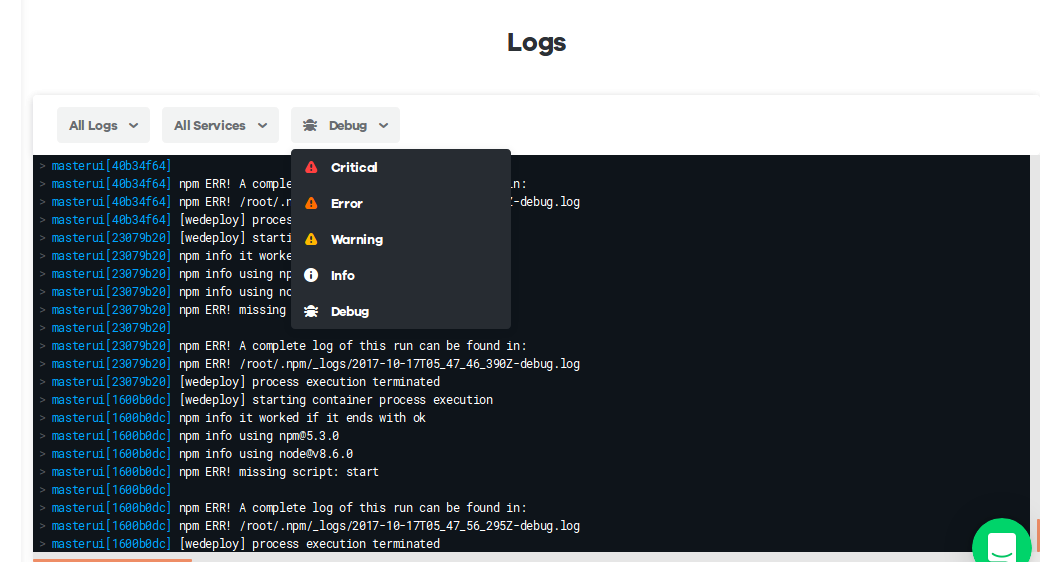 Logs
All Logs All Services Debug
Critical
Error
Warning
Info
Debug
> masterui[40b34f64]
> masterui[40b34f64] npm ERR! A comple n:
> masterui[40b34f64] npm ERR! /root/.n Z-debug.log
> masterui[40b34f64] [wedeploy] proces
> masterui[23079b20] [wedeploy] starti
> masterui[23079b20] npm info it worke
> masterui[23079b20] npm info using np
> masterui[23079b20] npm info using no
> masterui[23079b20] npm ERR! missing
> masterui[23079b20]
> masterui[23079b20] npm ERR! A complete log of this run can be found in:
> masterui[23079b20] npm ERR! /root/.npm/_logs/2017-10-17T05_47_46_390Z-debug.log
> masterui[23079b20] [wedeploy] process execution terminated
> masterui[1600b0dc] [wedeploy] starting container process execution
> masterui[1600b0dc] npm info it worked if it ends with ok
> masterui[1600b0dc] npm info using npm@5.3.0
> masterui[1600b0dc] npm info using node@v8.6.0
> masterui[1600b0dc] npm ERR! missing script: start
> masterui[1600b0dc]
> masterui[1600b0dc] npm ERR! A complete log of this run can be found in:
> masterui[1600b0dc] npm ERR! /root/.npm/_logs/2017-10-17T05_47_56_295Z-debug.log
> masterui[1600b0dc] [wedeploy] process execution terminated